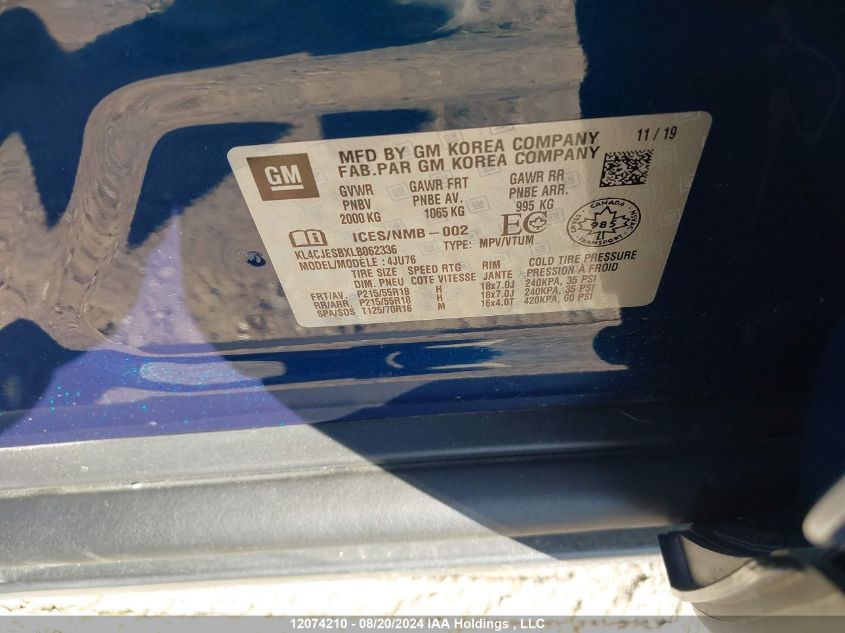 GM
MFD BY GM KOREA COMPANY 11 / 19
FAB.PAR GM KOREA COMPANY
GVWR GAWR FRT GAWR RR
PNBV PNBE AV. PNBE ARR.
2000 KG 1065 KG 995 KG
ICES/NMB-002 EC
KL4CJESBXLB062336 TYPE: MPV/VTUM
CANADA
985
TRANSPORT
MODEL/MODELE : 4JU76
TIRE SIZE SPEED RTG RIM COLD TIRE PRESSURE
DIM. PNEU COTE VITESSE JANTE PRESSION À FROID
FRT/AV. P215/55R18 H 18x7.0J 240KPA, 35 PSI
RR/ARR. P215/55R18 H 18x7.0J 240KPA, 35 PSI
SPA/SOS T125/70R16 M 16x4.0T 420KPA, 60 PSI
12074210 - 08/20/2024 IAA Holdings , LLC